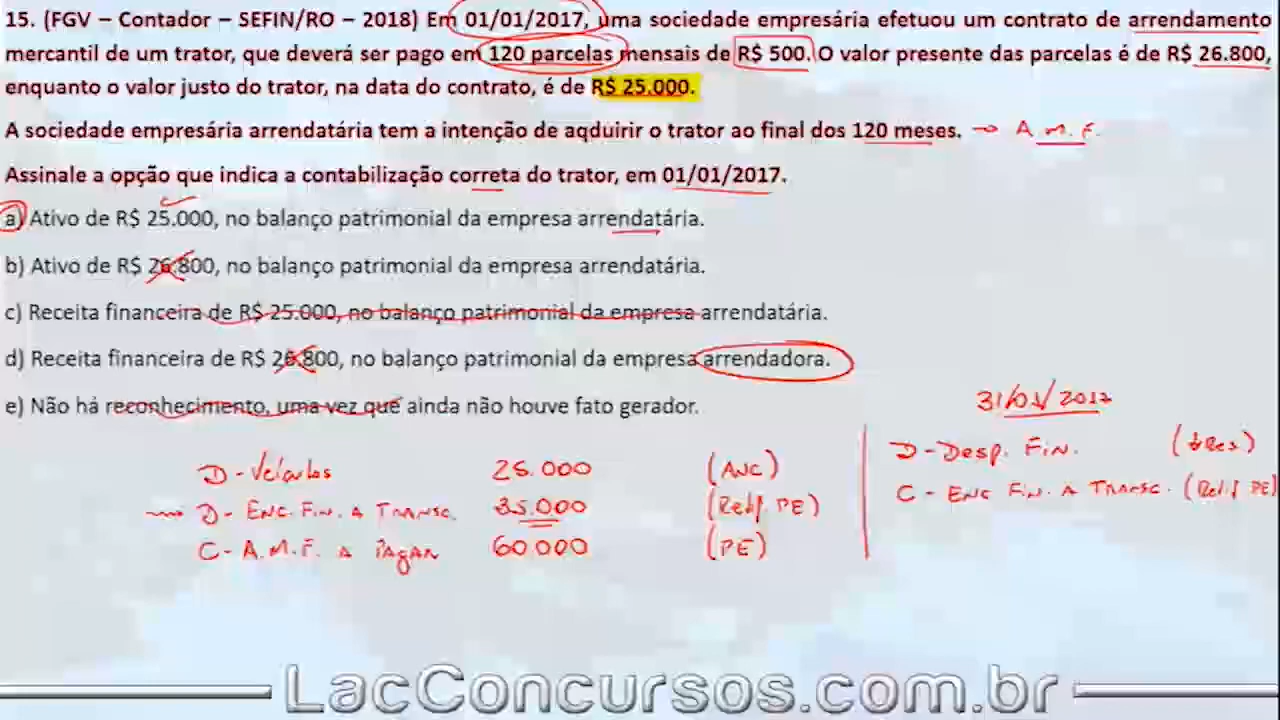 15. (FGV – Contador – SEFIN/RO – 2018) Em 01/01/2017, uma sociedade empresária efetuou um contrato de arrendamento
mercantil de um trator, que deverá ser pago em 120 parcelas mensais de R$ 500. O valor presente das parcelas é de R$ 26.800,
enquanto o valor justo do trator, na data do contrato, é de R$ 25.000.
A sociedade empresária arrendatária tem a intenção de aqduirir o trator ao final dos 120 meses. → A.M.F.
Assinale a opção que indica a contabilização correta do trator, em 01/01/2017.
a) Ativo de R$ 25.000, no balanço patrimonial da empresa arrendatária.
b) Ativo de R$ 26.800, no balanço patrimonial da empresa arrendatária.
c) Receita financeira de R$ 25.000, no balanço patrimonial da empresa arrendatária.
d) Receita financeira de R$ 26.800, no balanço patrimonial da empresa arrendadora.
e) Não há reconhecimento, uma vez que ainda não houve fato gerador.
31/01/2017
D - Veículos 25.000 (ANC)
D - Enc. Fin. a Transc. 35.000 (Retif. PE)
C - A.M.F. a Pagar 60.000 (PE)
D - Desp. Fin. (↓Res)
C - Enc Fin. a Transc. (Retif PE)
LacConcursos.com.br